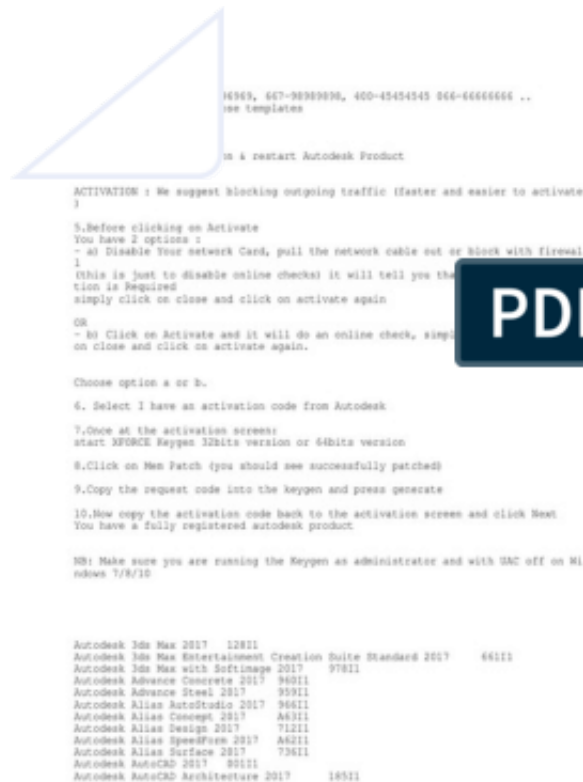 6969, 667-98989898, 400-45454545 066-66666666 ..
se templates
n & restart Autodesk Product
ACTIVATION : We suggest blocking outgoing traffic (faster and easier to activate
)
5.Before clicking on Activate
You have 2 options :
- a) Disable Your network Card, pull the network cable out or block with firewal
l
(this is just to disable online checks) it will tell you tha
tion is Required
simply click on close and click on activate again
OR
- b) Click on Activate and it will do an online check, simpl
on close and click on activate again.
PDF
Choose option a or b.
6. Select I have an activation code from Autodesk
7.Once at the activation screen:
start XFORCE Keygen 32bits version or 64bits version
8.Click on Mem Patch (you should see successfully patched)
9.Copy the request code into the keygen and press generate
10.Now copy the activation code back to the activation screen and click Next
You have a fully registered autodesk product
NB: Make sure you are running the Keygen as administrator and with UAC off on Wi
ndows 7/8/10
Autodesk 3ds Max 2017 128I1
Autodesk 3ds Max Entertainment Creation Suite Standard 2017 661I1
Autodesk 3ds Max with Softimage 2017 978I1
Autodesk Advance Concrete 2017 960I1
Autodesk Advance Steel 2017 959I1
Autodesk Alias AutoStudio 2017 966I1
Autodesk Alias Concept 2017 A63I1
Autodesk Alias Design 2017 712I1
Autodesk Alias SpeedForm 2017 A62I1
Autodesk Alias Surface 2017 736I1
Autodesk AutoCAD 2017 001I1
Autodesk AutoCAD Architecture 2017 185I1